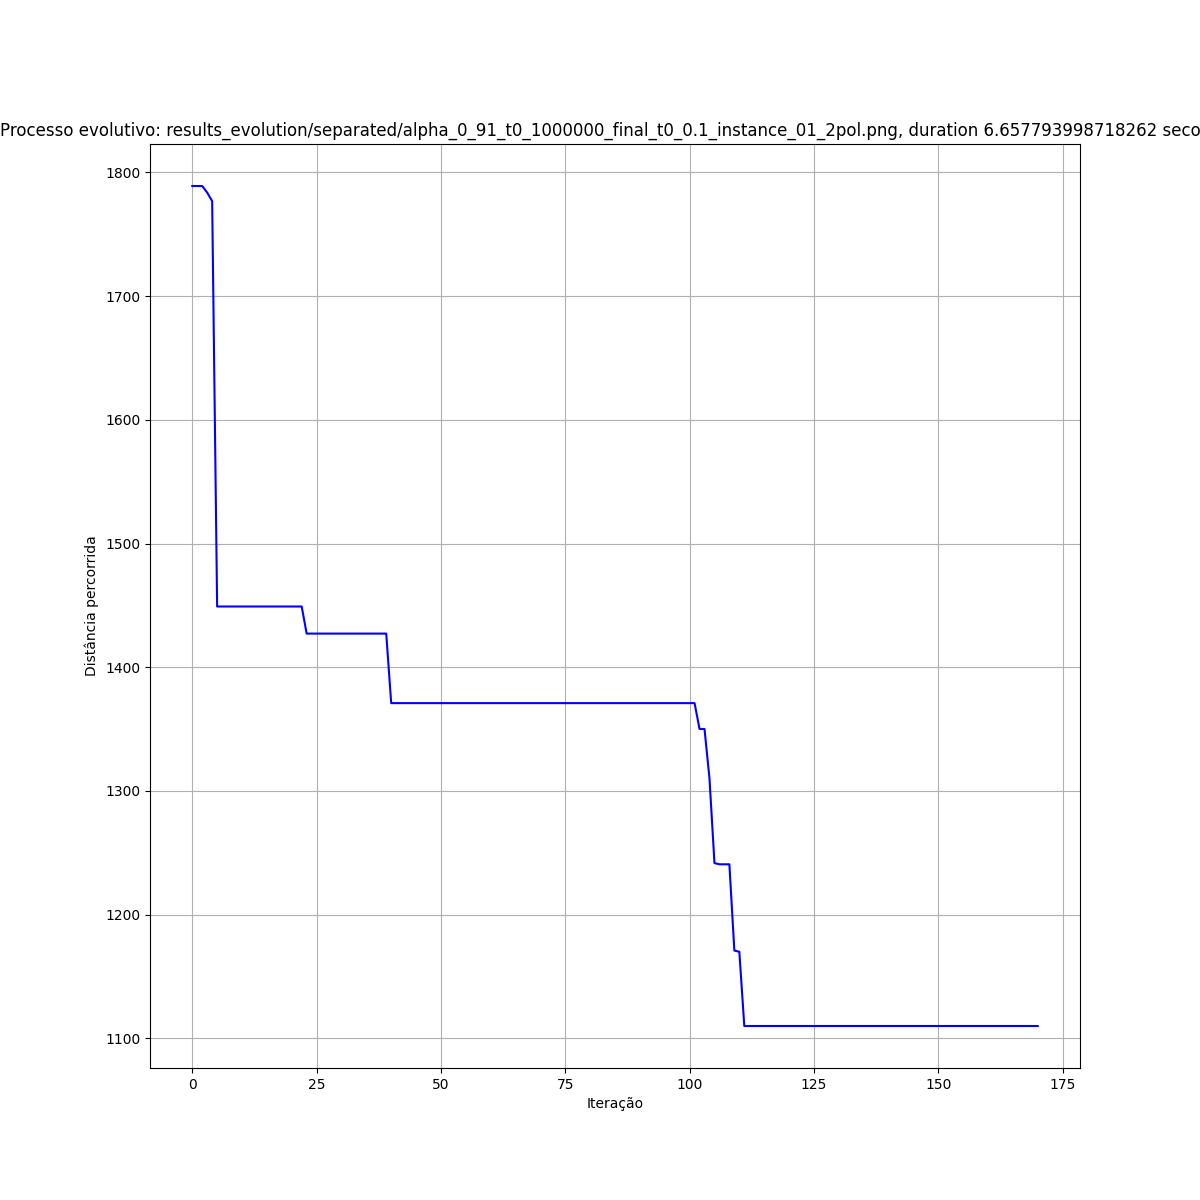 Processo evolutivo: results_evolution/separated/alpha_0_91_t0_1000000_final_t0_0.1_instance_01_2pol.png, duration 6.657793998718262 seco
1800
1700
1600
1500
1400
1300
1200
1100
Distância percorrida
0 25 50 75 100 125 150 175
Iteração